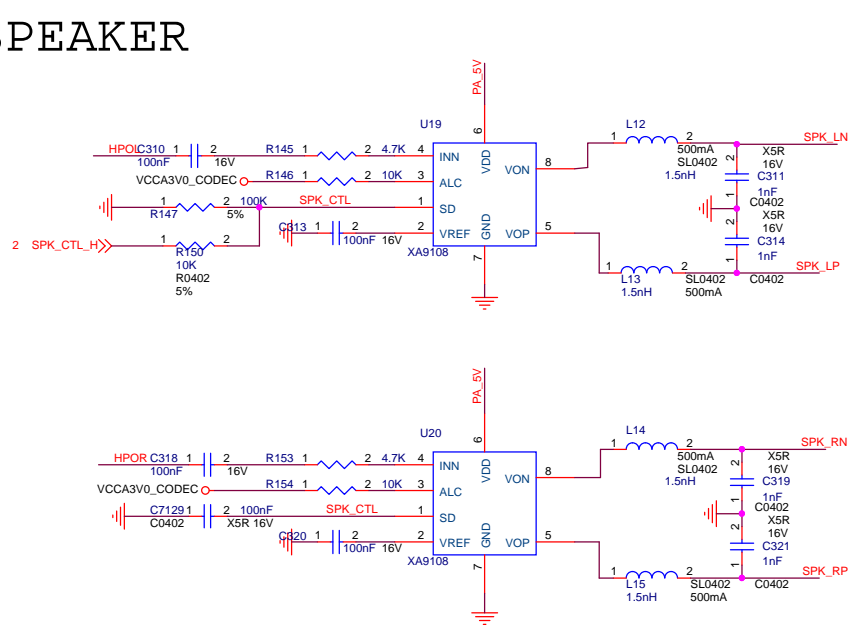 SPEAKER
PA_5V
U19
6
VDD
HPOL C310 1 2 R145 1 2 4.7K 4 INN
100nF 16V
VCCA3V0_CODEC R146 1 2 10K 3 ALC
1 2 100K SPK_CTL 1 SD
R147 5%
2 SPK_CTL_H 1 2
R150
10K
R0402
5%
C313 1 2 2 VREF
100nF 16V
GND
7
XA9108
VON 8
VOP 5
L12
1 2
500mA
SL0402
1.5nH
SPK_LN
2 X5R
16V
C311
1 1nF
C0402
2 X5R
16V
C314
1 1nF
SPK_LP
1 2
L13 SL0402 C0402
1.5nH 500mA
PA_5V
U20
6
VDD
HPOR C318 1 2 R153 1 2 4.7K 4 INN
100nF 16V
VCCA3V0_CODEC R154 1 2 10K 3 ALC
C7129 1 2 100nF SPK_CTL 1 SD
C0402 X5R 16V
C320 1 2 2 VREF
100nF 16V
GND
7
XA9108
VON 8
VOP 5
L14
1 2
500mA
SL0402
1.5nH
SPK_RN
2 X5R
16V
C319
1 1nF
C0402
2 X5R
16V
C321
1 1nF
SPK_RP
1 2
L15 SL0402 C0402
1.5nH 500mA